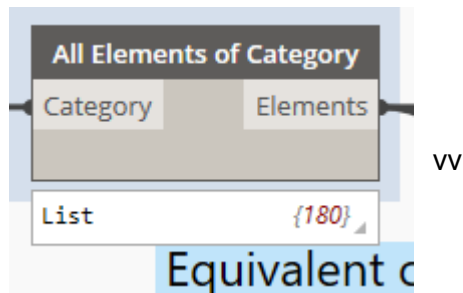 All Elements of Category
Category Elements
vv
List {180}
Equivalent